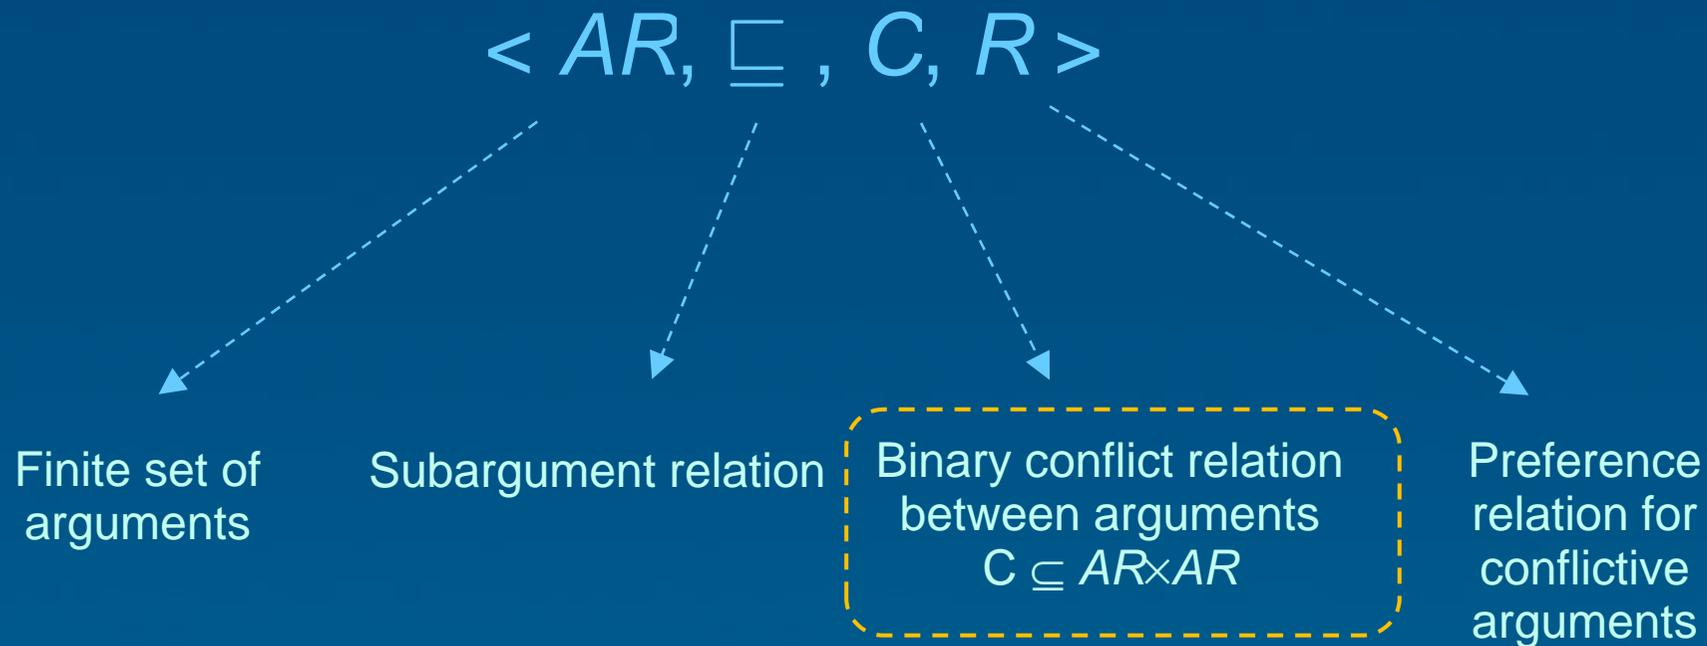 < AR, ⊑ , C, R >
Finite set of
arguments
Subargument relation
Binary conflict relation
between arguments
C ⊆ AR×AR
Preference
relation for
conflictive
arguments